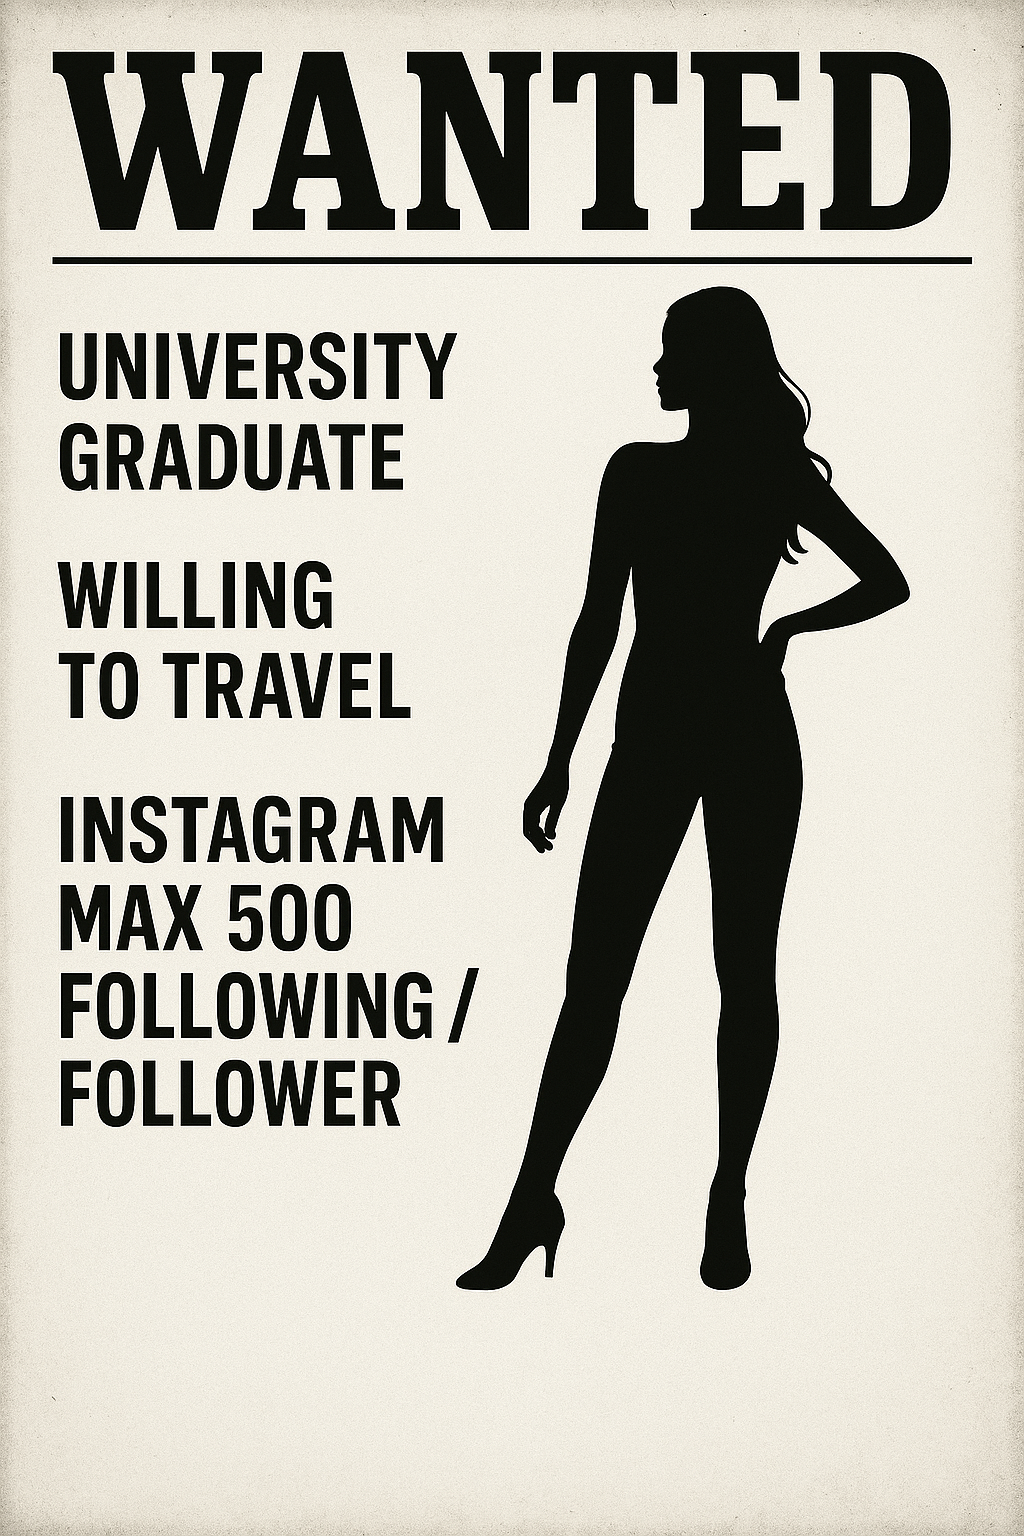 WANTED
UNIVERSITY
GRADUATE
WILLING
TO TRAVEL
INSTAGRAM
MAX 500
FOLLOWING /
FOLLOWER